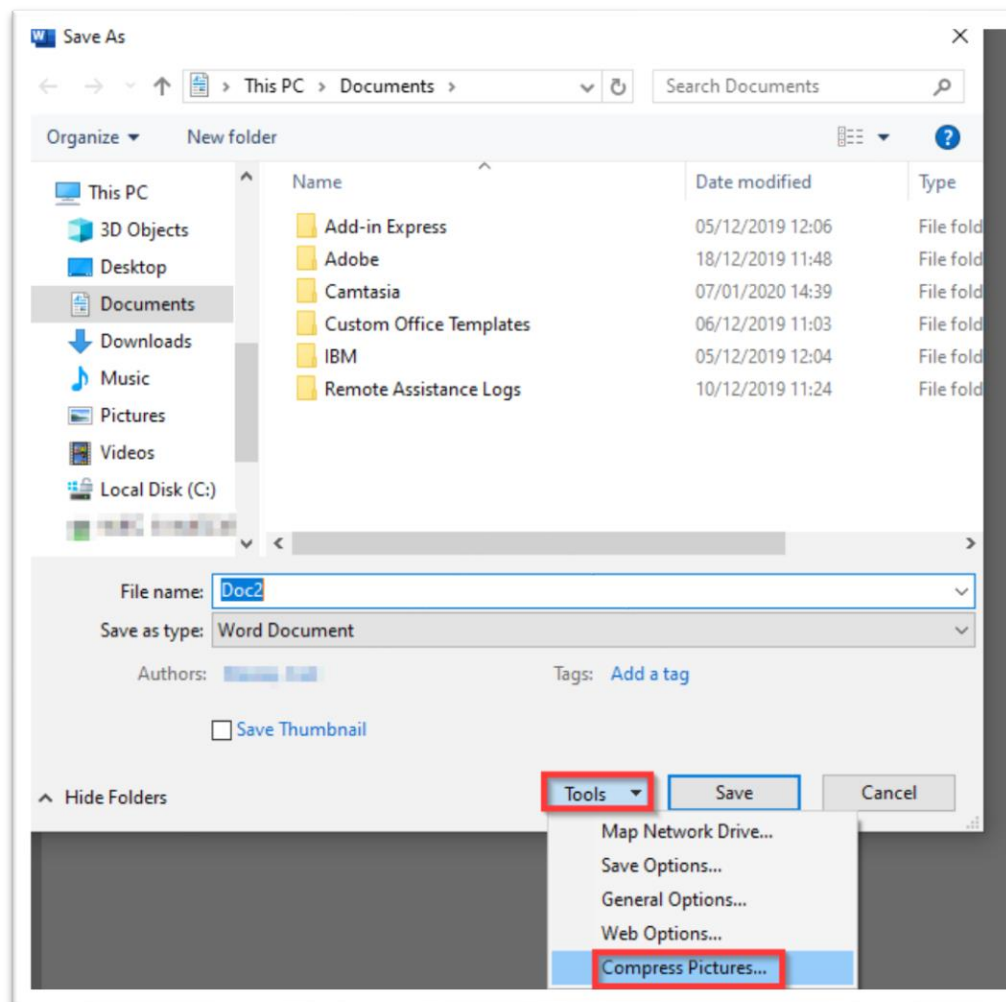 Save As
This PC > Documents >
Search Documents
Organize
New folder
Name
Date modified
Type
This PC
3D Objects
Desktop
Documents
Downloads
Music
Pictures
Videos
Local Disk (C:)
Add-in Express 05/12/2019 12:06 File fold
Adobe 18/12/2019 11:48 File fold
Camtasia 07/01/2020 14:39 File fold
Custom Office Templates 06/12/2019 11:03 File fold
IBM 05/12/2019 12:04 File fold
Remote Assistance Logs 10/12/2019 11:24 File fold
File name: Doc2
Save as type: Word Document
Authors:
Tags: Add a tag
Save Thumbnail
Hide Folders
Tools
Save
Cancel
Map Network Drive...
Save Options...
General Options...
Web Options...
Compress Pictures...